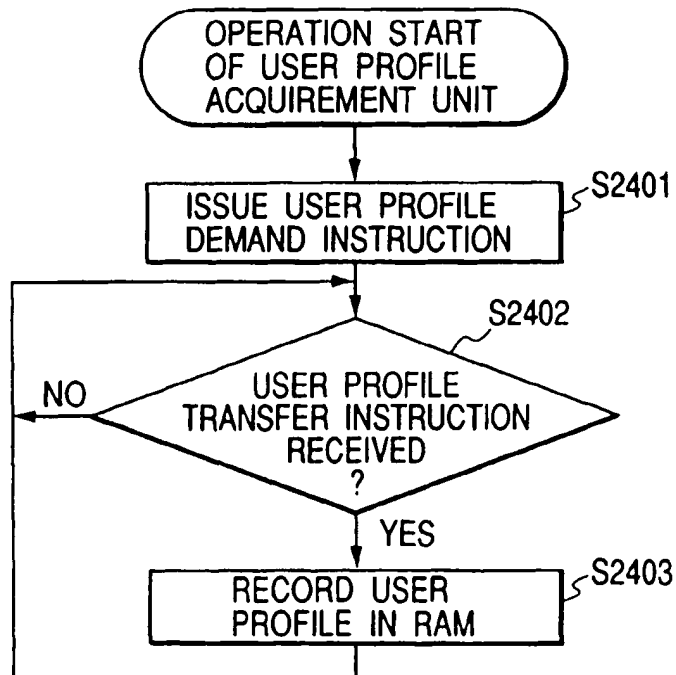 OPERATION START
OF USER PROFILE
ACQUIREMENT UNIT
S2401
ISSUE USER PROFILE
DEMAND INSTRUCTION
S2402
NO
USER PROFILE
TRANSFER INSTRUCTION
RECEIVED
?
YES
S2403
RECORD USER
PROFILE IN RAM